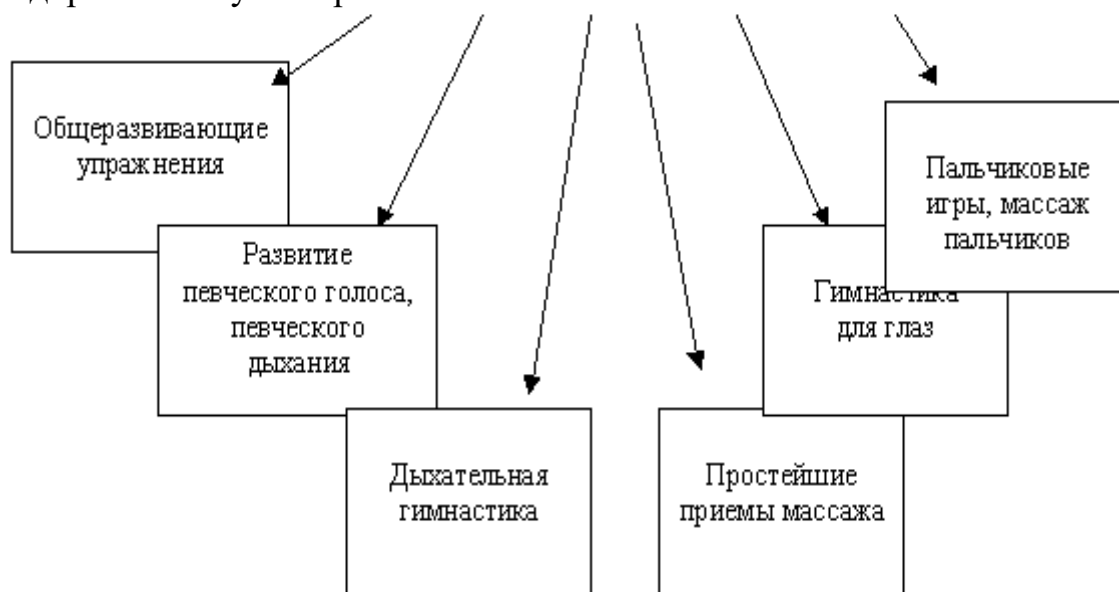 Общеразвивающие
упражнения
Развитие
певческого голоса,
певческого
дыхания
Дыхательная
гимнастика
Простейшие
приемы массажа
Гимнастика
для глаз
Пальчиковые
игры, массаж
пальчиков